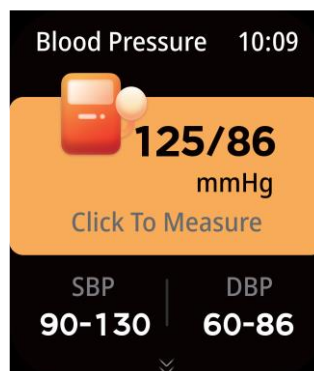 Blood Pressure 10:09
125/86
mmHg
Click To Measure
SBP DBP
90-130 60-86